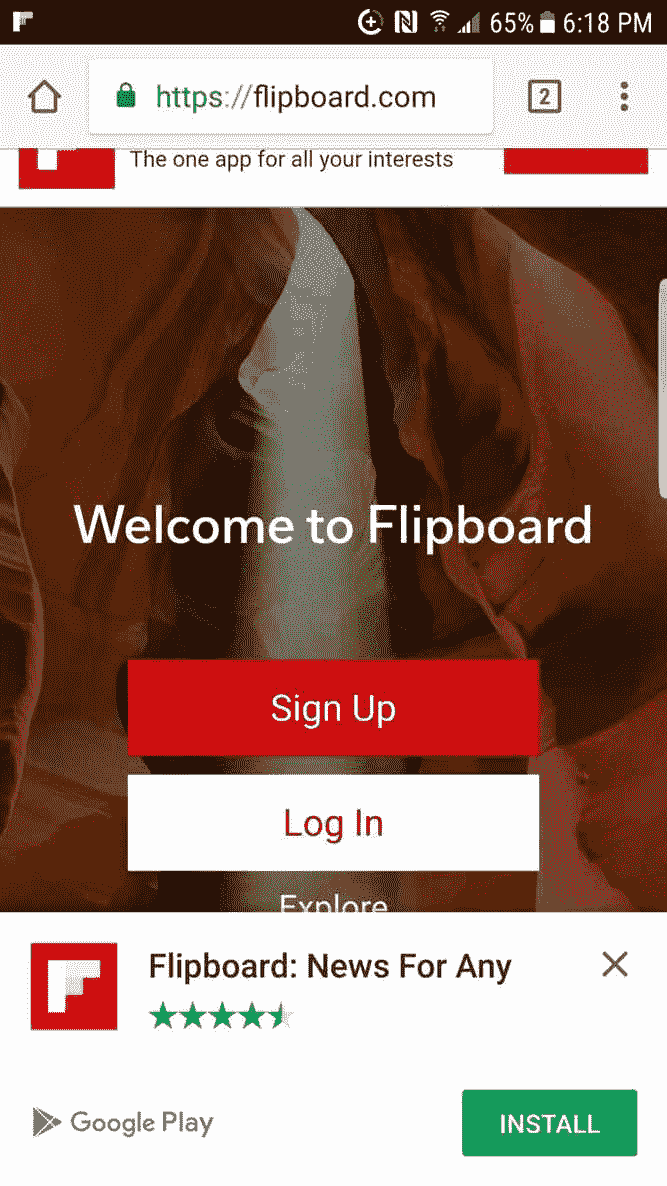 65% 6:18 PM
https://flipboard.com 2
The one app for all your interests
Welcome to Flipboard
Sign Up
Log In
Explore
Flipboard: News For Any
Google Play
INSTALL